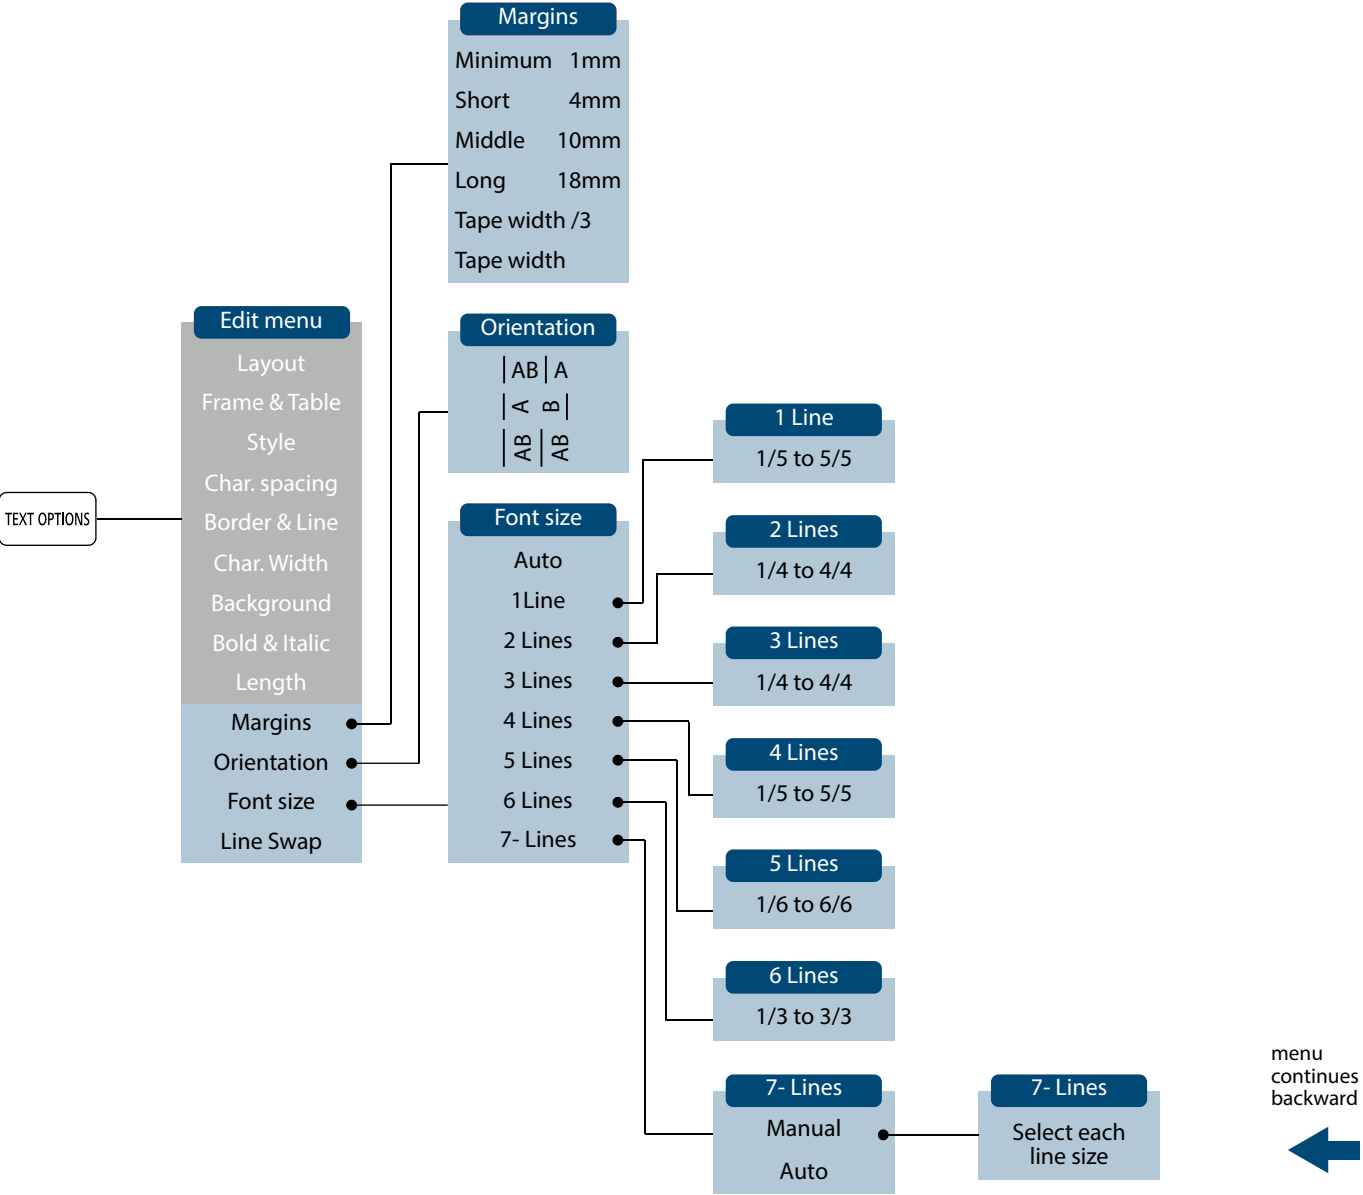 TEXT OPTIONS
Edit menu
Layout
Frame & Table
Style
Char. spacing
Border & Line
Char. Width
Background
Bold & Italic
Length
Margins
Orientation
Font size
Line Swap
Margins
Minimum 1mm
Short 4mm
Middle 10mm
Long 18mm
Tape width /3
Tape width
Orientation
AB A
A B
AB AB
Font size
Auto
1Line
2 Lines
3 Lines
4 Lines
5 Lines
6 Lines
7- Lines
1 Line
1/5 to 5/5
2 Lines
1/4 to 4/4
3 Lines
1/4 to 4/4
4 Lines
1/5 to 5/5
5 Lines
1/6 to 6/6
6 Lines
1/3 to 3/3
7- Lines
Manual
Auto
7- Lines
Select each
line size
menu
continues
backward